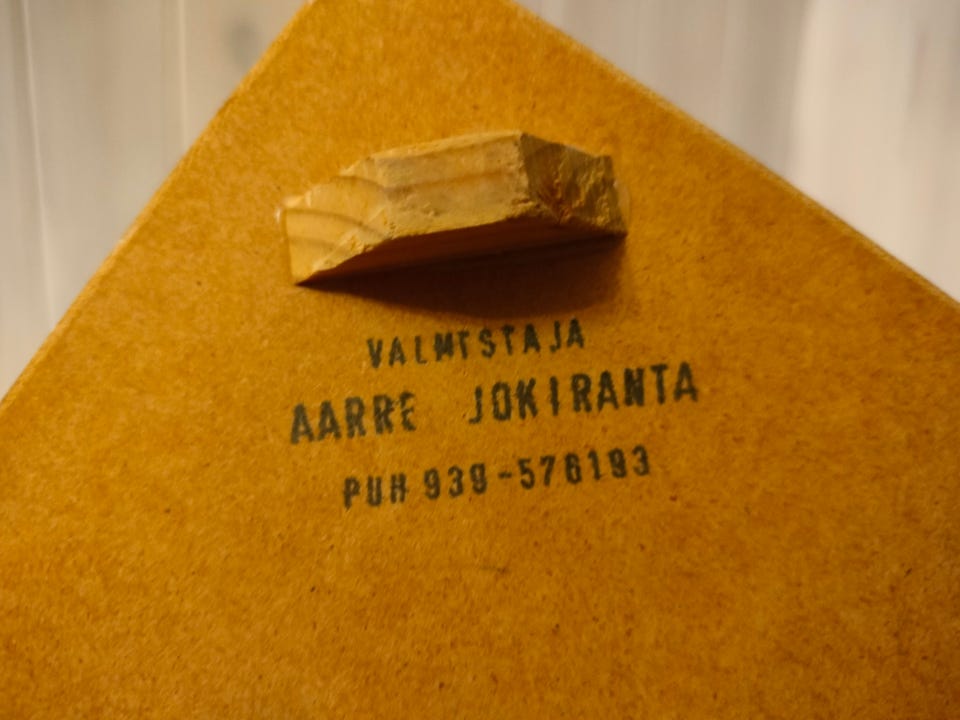 VALMISTAJA
AARRE JOKIRANTA
PUH 939-576193